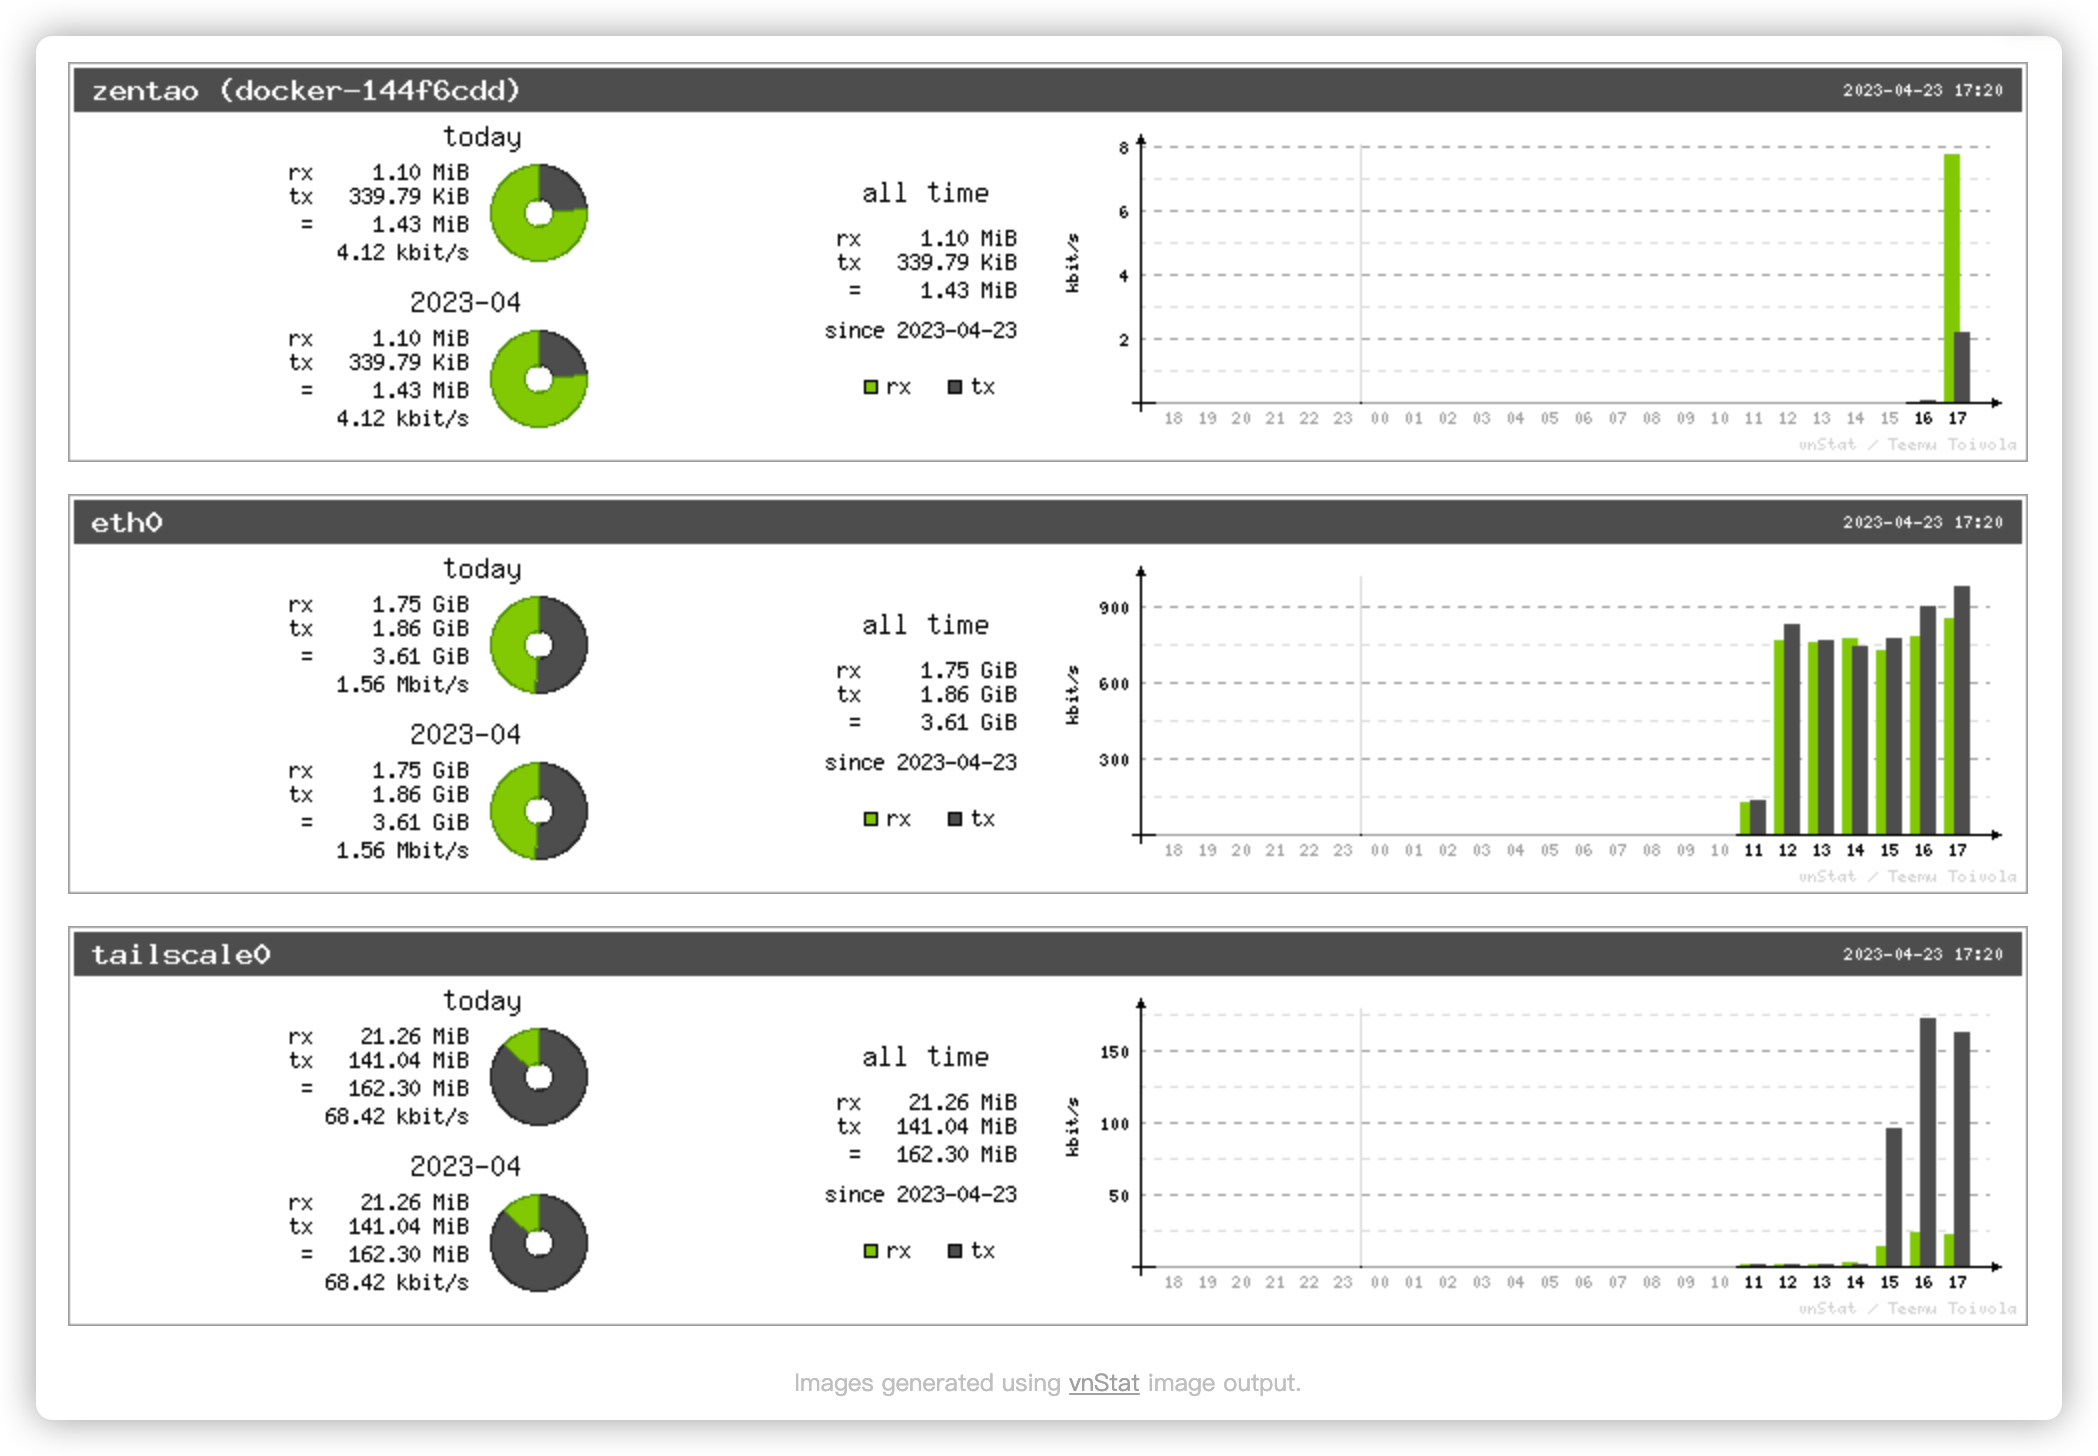 zentao (docker-144f6cdd) 2023-04-23 17:20
today
rx 1.10 MiB
tx 339.79 KiB
= 1.43 MiB
4.12 kbit/s
2023-04
rx 1.10 MiB
tx 339.79 KiB
= 1.43 MiB
4.12 kbit/s
all time
rx 1.10 MiB
tx 339.79 KiB
= 1.43 MiB
since 2023-04-23
rx tx
kbit/s
8
6
4
2
18 19 20 21 22 23 00 01 02 03 04 05 06 07 08 09 10 11 12 13 14 15 16 17
vnStat / Teemu Toivola
eth0 2023-04-23 17:20
today
rx 1.75 GiB
tx 1.86 GiB
= 3.61 GiB
1.56 Mbit/s
2023-04
rx 1.75 GiB
tx 1.86 GiB
= 3.61 GiB
1.56 Mbit/s
all time
rx 1.75 GiB
tx 1.86 GiB
= 3.61 GiB
since 2023-04-23
rx tx
kbit/s
900
600
300
18 19 20 21 22 23 00 01 02 03 04 05 06 07 08 09 10 11 12 13 14 15 16 17
vnStat / Teemu Toivola
tailscale0 2023-04-23 17:20
today
rx 21.26 MiB
tx 141.04 MiB
= 162.30 MiB
68.42 kbit/s
2023-04
rx 21.26 MiB
tx 141.04 MiB
= 162.30 MiB
68.42 kbit/s
all time
rx 21.26 MiB
tx 141.04 MiB
= 162.30 MiB
since 2023-04-23
rx tx
kbit/s
150
100
50
18 19 20 21 22 23 00 01 02 03 04 05 06 07 08 09 10 11 12 13 14 15 16 17
vnStat / Teemu Toivola
Images generated using vnStat image output.